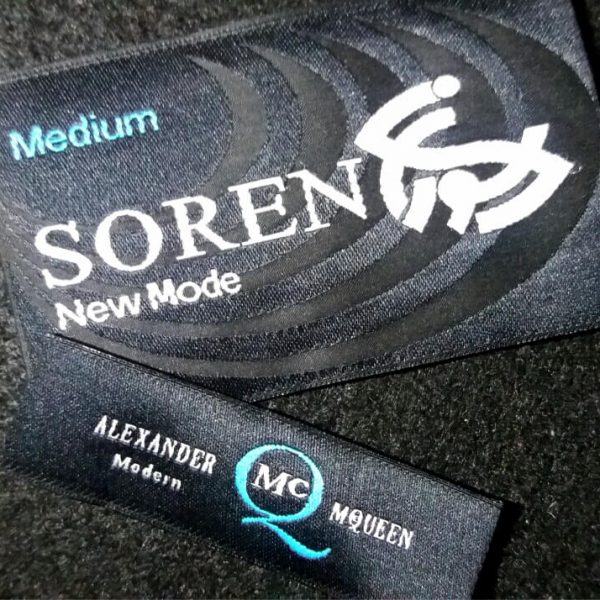 Medium
SOREN
New Mode
ALEXANDER
Modern
MC
Q
MQUEEN